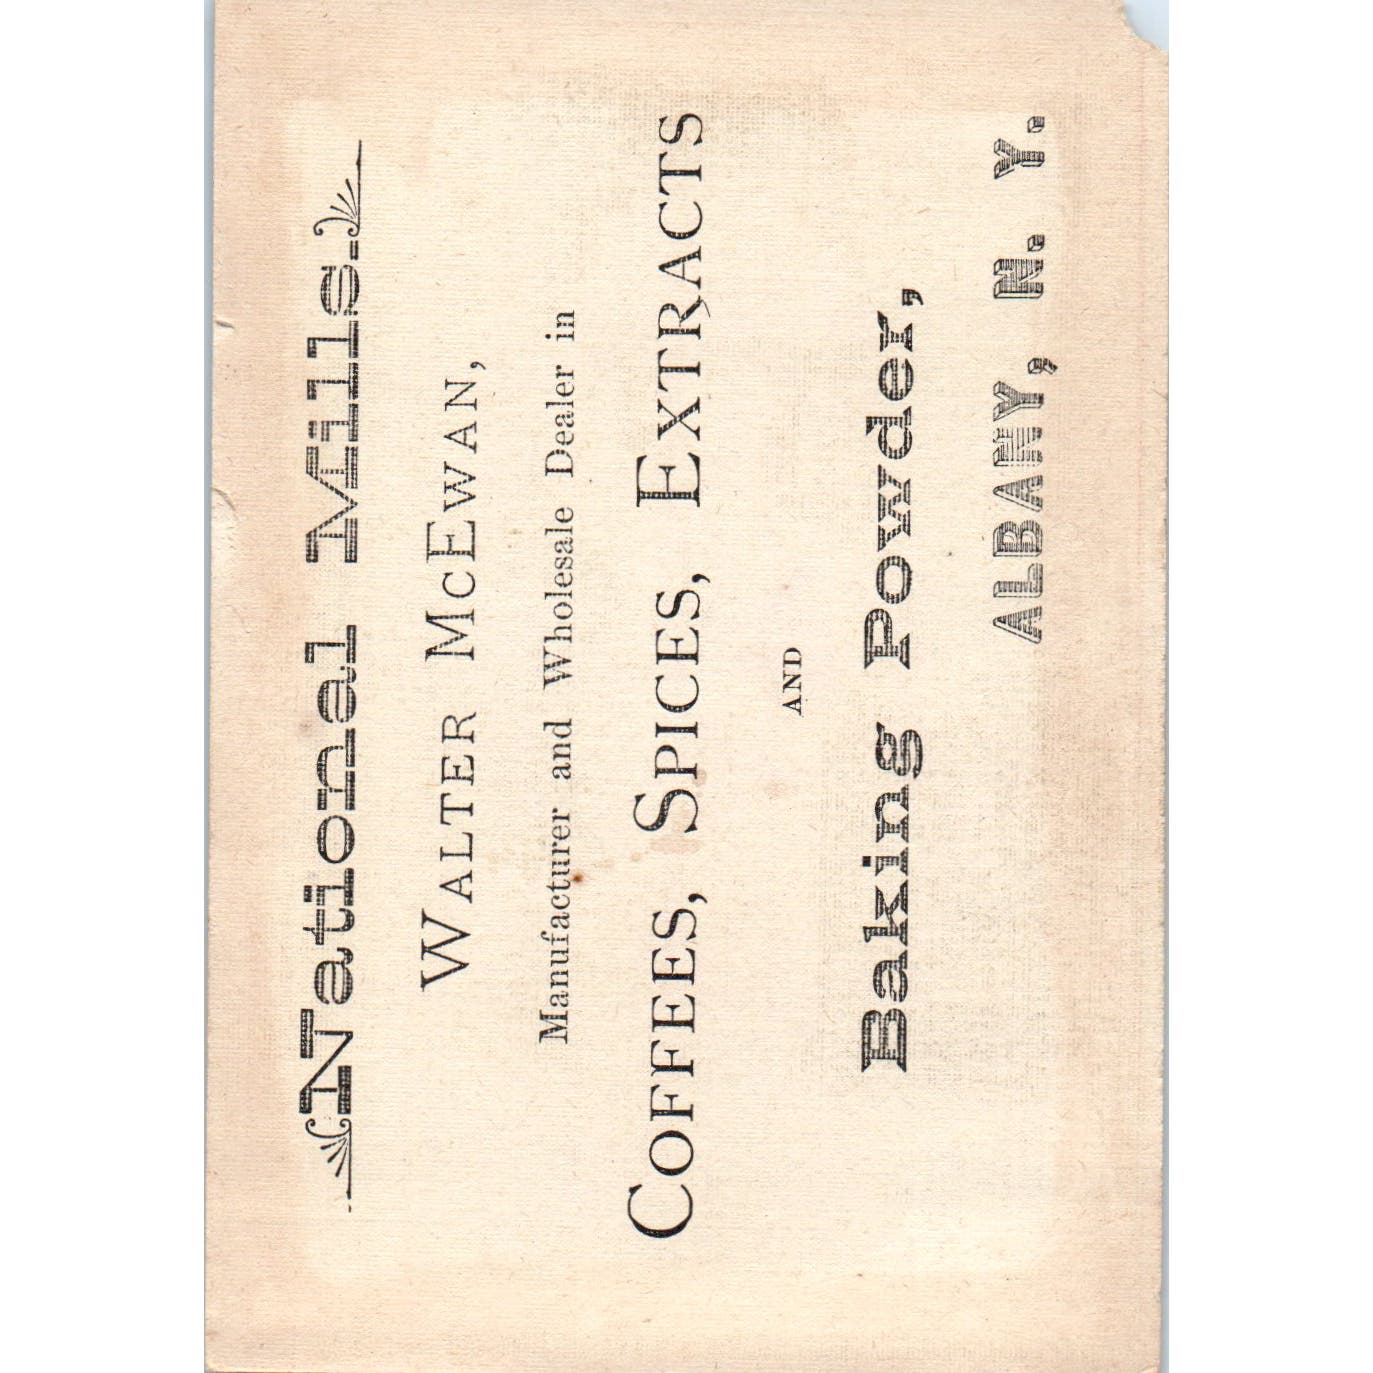 National Mills.
WALTER MCEWAN,
Manufacturer and Wholesale Dealer in
COFFEES, SPICES, EXTRACTS
AND
Baking Powder,
ALBANY, N. Y.